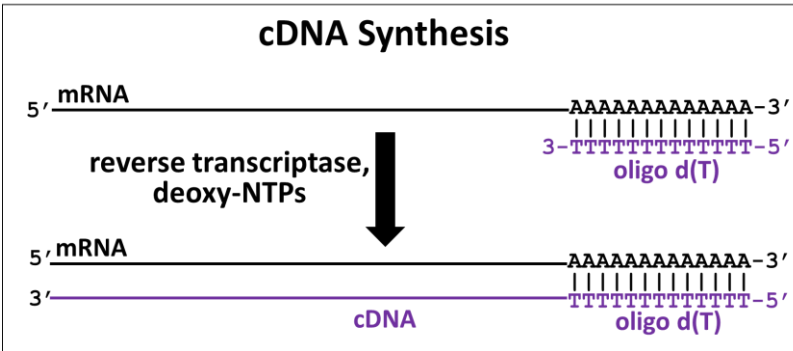 cDNA Synthesis
5′ mRNA AAAAAAAAAAAAA-3′
3-TTTTTTTTTTTTT-5′
oligo d(T)
reverse transcriptase,
deoxy-NTPs
5′ mRNA AAAAAAAAAAAAA-3′
3′ TTTTTTTTTTTTT-5′
cDNA oligo d(T)